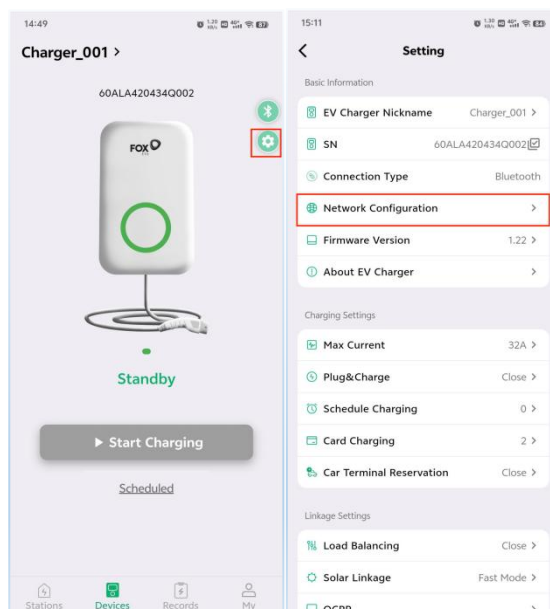 14:49
Charger_001 >
60ALA420434Q002
FOX
Standby
Start Charging
Scheduled
Stations Devices Records My
15:11
Setting
Basic Information
EV Charger Nickname Charger_001 >
SN 60ALA420434Q002
Connection Type Bluetooth
Network Configuration >
Firmware Version 1.22 >
About EV Charger >
Charging Settings
Max Current 32A >
Plug&Charge Close >
Schedule Charging 0 >
Card Charging 2 >
Car Terminal Reservation Close >
Linkage Settings
Load Balancing Close >
Solar Linkage Fast Mode >
OCPP >